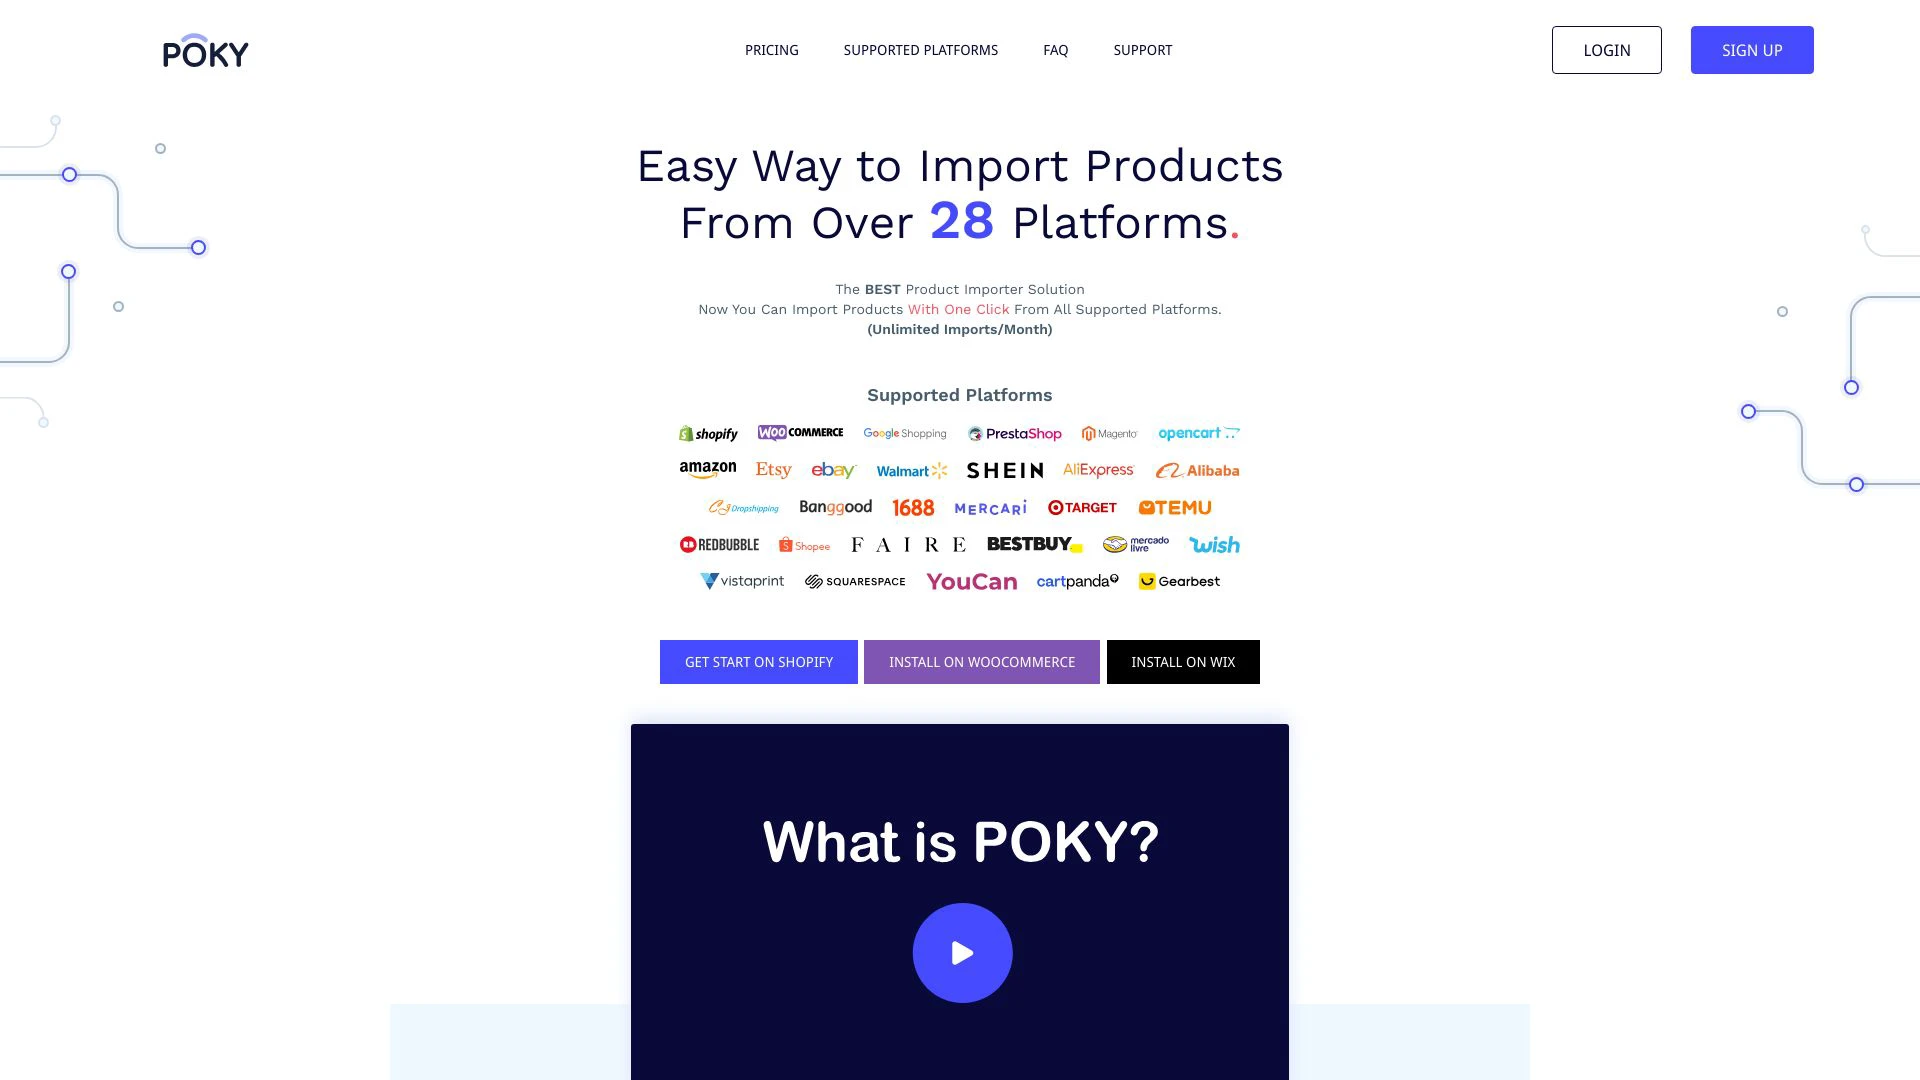 POKY
PRICING
SUPPORTED PLATFORMS
FAQ
SUPPORT
LOGIN
SIGN UP
Easy Way to Import Products
From Over 28 Platforms.
The BEST Product Importer Solution
Now You Can Import Products With One Click From All Supported Platforms.
(Unlimited Imports/Month)
Supported Platforms
shopify WOO COMMERCE Google Shopping PrestaShop Magento opencart
amazon Etsy ebay Walmart SHEIN AliExpress Alibaba
Dropshipping Banggood 1688 MERCARI TARGET TEMU
REDBUBBLE Shopee FAIRE BESTBUY mercado livre wish
vistaprint SQUARESPACE YouCan cartpanda Gearbest
GET START ON SHOPIFY
INSTALL ON WOOCOMMERCE
INSTALL ON WIX
What is POKY?